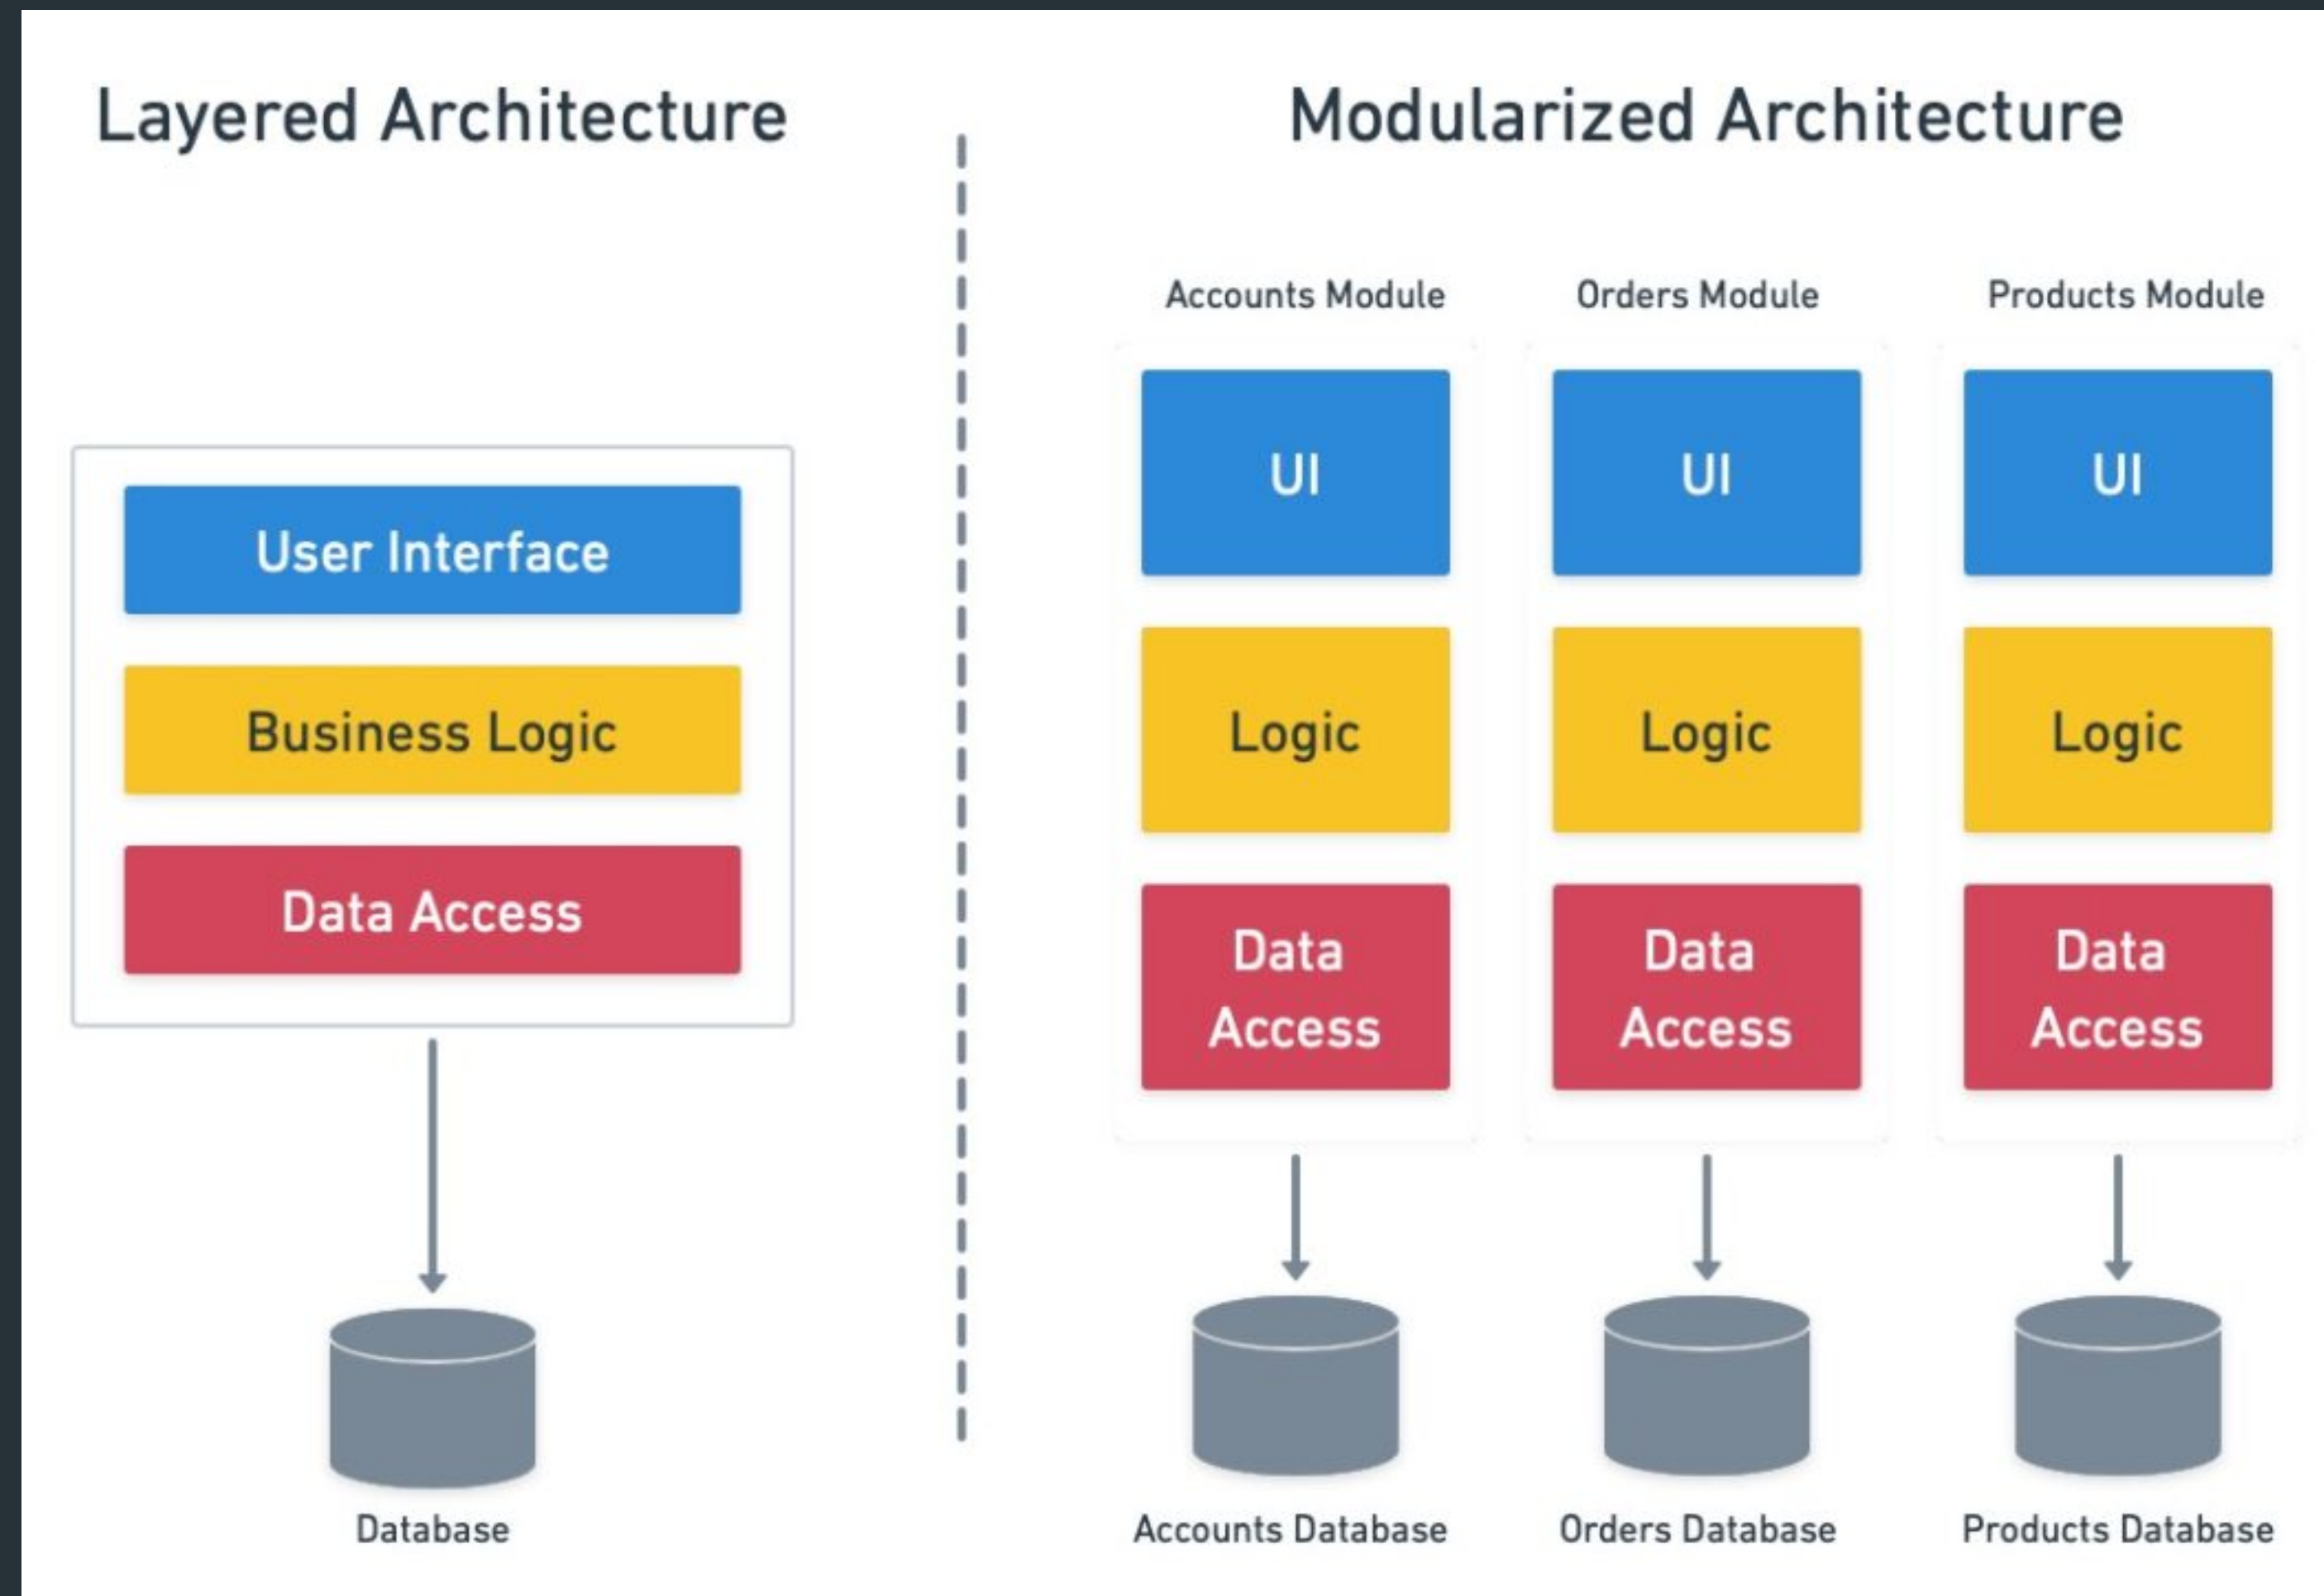 Layered Architecture
User Interface
Business Logic
Data Access
Database
Modularized Architecture
Accounts Module
Orders Module
Products Module
UI
UI
UI
Logic
Logic
Logic
Data
Access
Data
Access
Data
Access
Accounts Database
Orders Database
Products Database